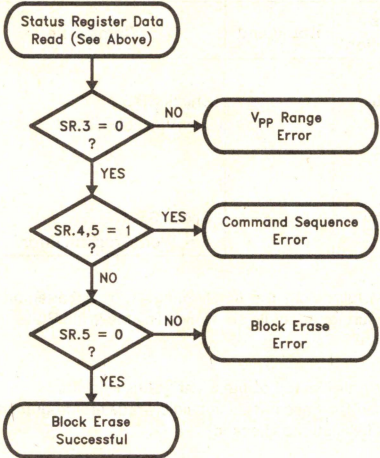 Status Register Data
Read (See Above)
SR.3 = 0
?
NO
VPP Range
Error
YES
SR.4,5 = 1
?
YES
Command Sequence
Error
NO
SR.5 = 0
?
NO
Block Erase
Error
YES
Block Erase
Successful